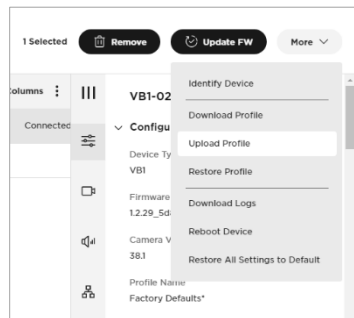 1 Selected
Remove
Update FW
More
Columns
Connected
VB1-02
Configu
Device Ty
VB1
Firmware
1.2.29_5d
Camera V
38.1
Profile Name
Factory Defaults*
Identify Device
Download Profile
Upload Profile
Restore Profile
Download Logs
Reboot Device
Restore All Settings to Default